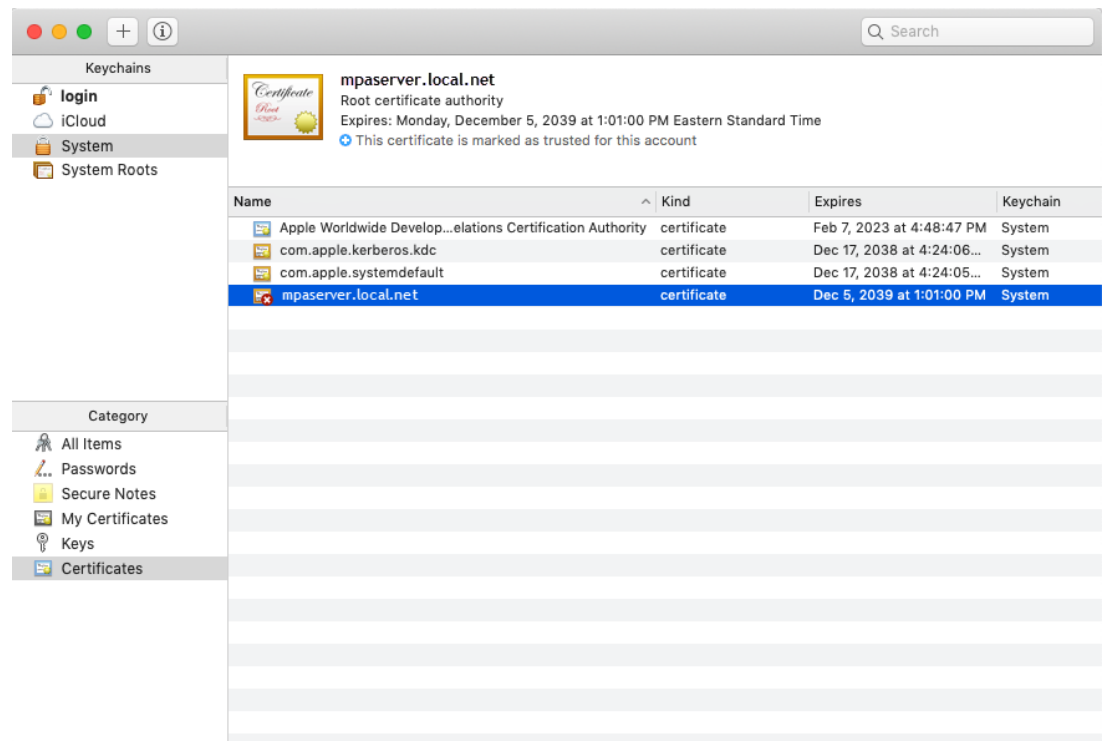 Search
Keychains
login
iCloud
System
System Roots
Certificate
Root
mpaserver.local.net
Root certificate authority
Expires: Monday, December 5, 2039 at 1:01:00 PM Eastern Standard Time
This certificate is marked as trusted for this account
Name Kind Expires Keychain
Apple Worldwide Develop...elations Certification Authority certificate Feb 7, 2023 at 4:48:47 PM System
com.apple.kerberos.kdc certificate Dec 17, 2038 at 4:24:06... System
com.apple.systemdefault certificate Dec 17, 2038 at 4:24:05... System
mpaserver.local.net certificate Dec 5, 2039 at 1:01:00 PM System
Category
All Items
Passwords
Secure Notes
My Certificates
Keys
Certificates